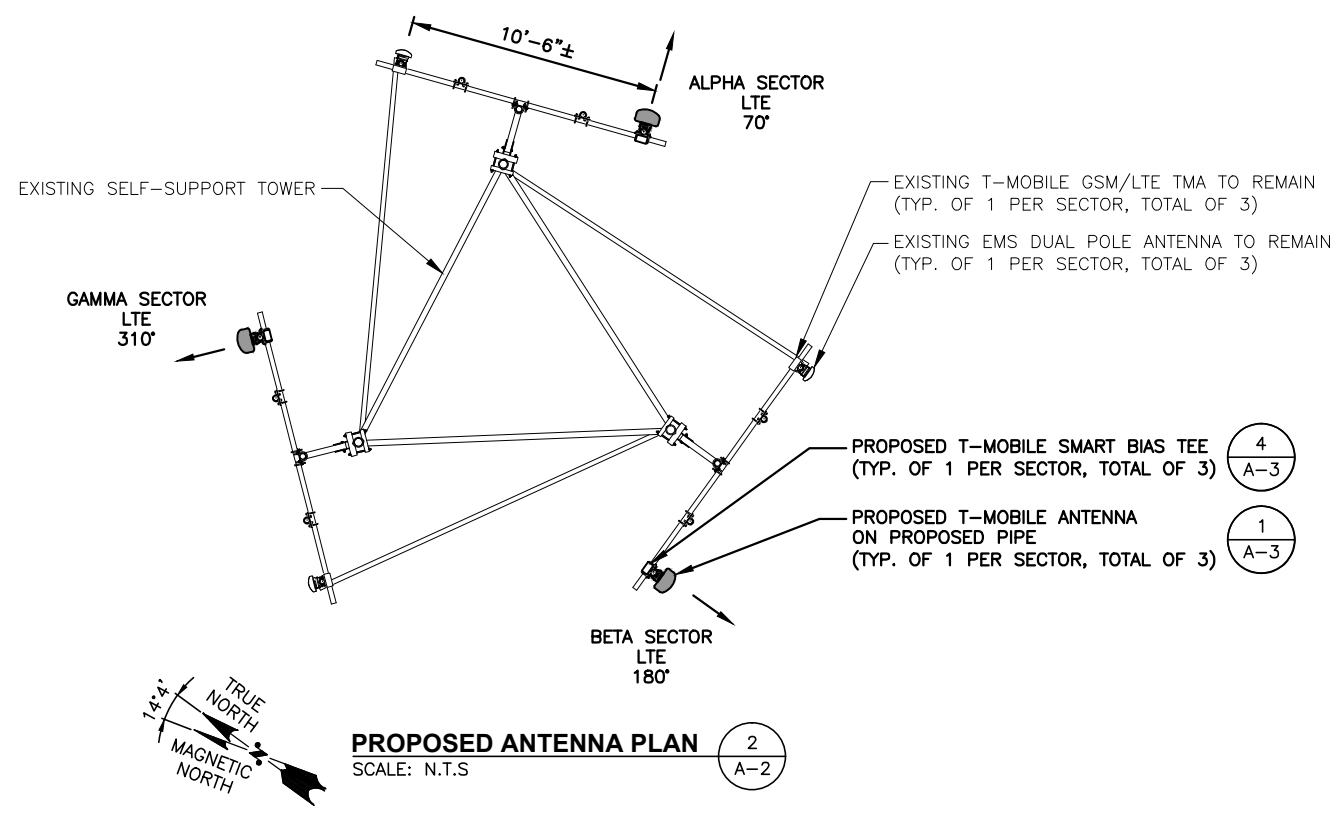 10'-6"±
ALPHA SECTOR
LTE
70°
EXISTING SELF-SUPPORT TOWER
EXISTING T-MOBILE GSM/LTE TMA TO REMAIN
(TYP. OF 1 PER SECTOR, TOTAL OF 3)
EXISTING EMS DUAL POLE ANTENNA TO REMAIN
(TYP. OF 1 PER SECTOR, TOTAL OF 3)
GAMMA SECTOR
LTE
310°
PROPOSED T-MOBILE SMART BIAS TEE
(TYP. OF 1 PER SECTOR, TOTAL OF 3)
4
A-3
PROPOSED T-MOBILE ANTENNA
ON PROPOSED PIPE
(TYP. OF 1 PER SECTOR, TOTAL OF 3)
1
A-3
BETA SECTOR
LTE
180°
14°4'
TRUE
NORTH
MAGNETIC
NORTH
N
PROPOSED ANTENNA PLAN
SCALE: N.T.S
2
A-2